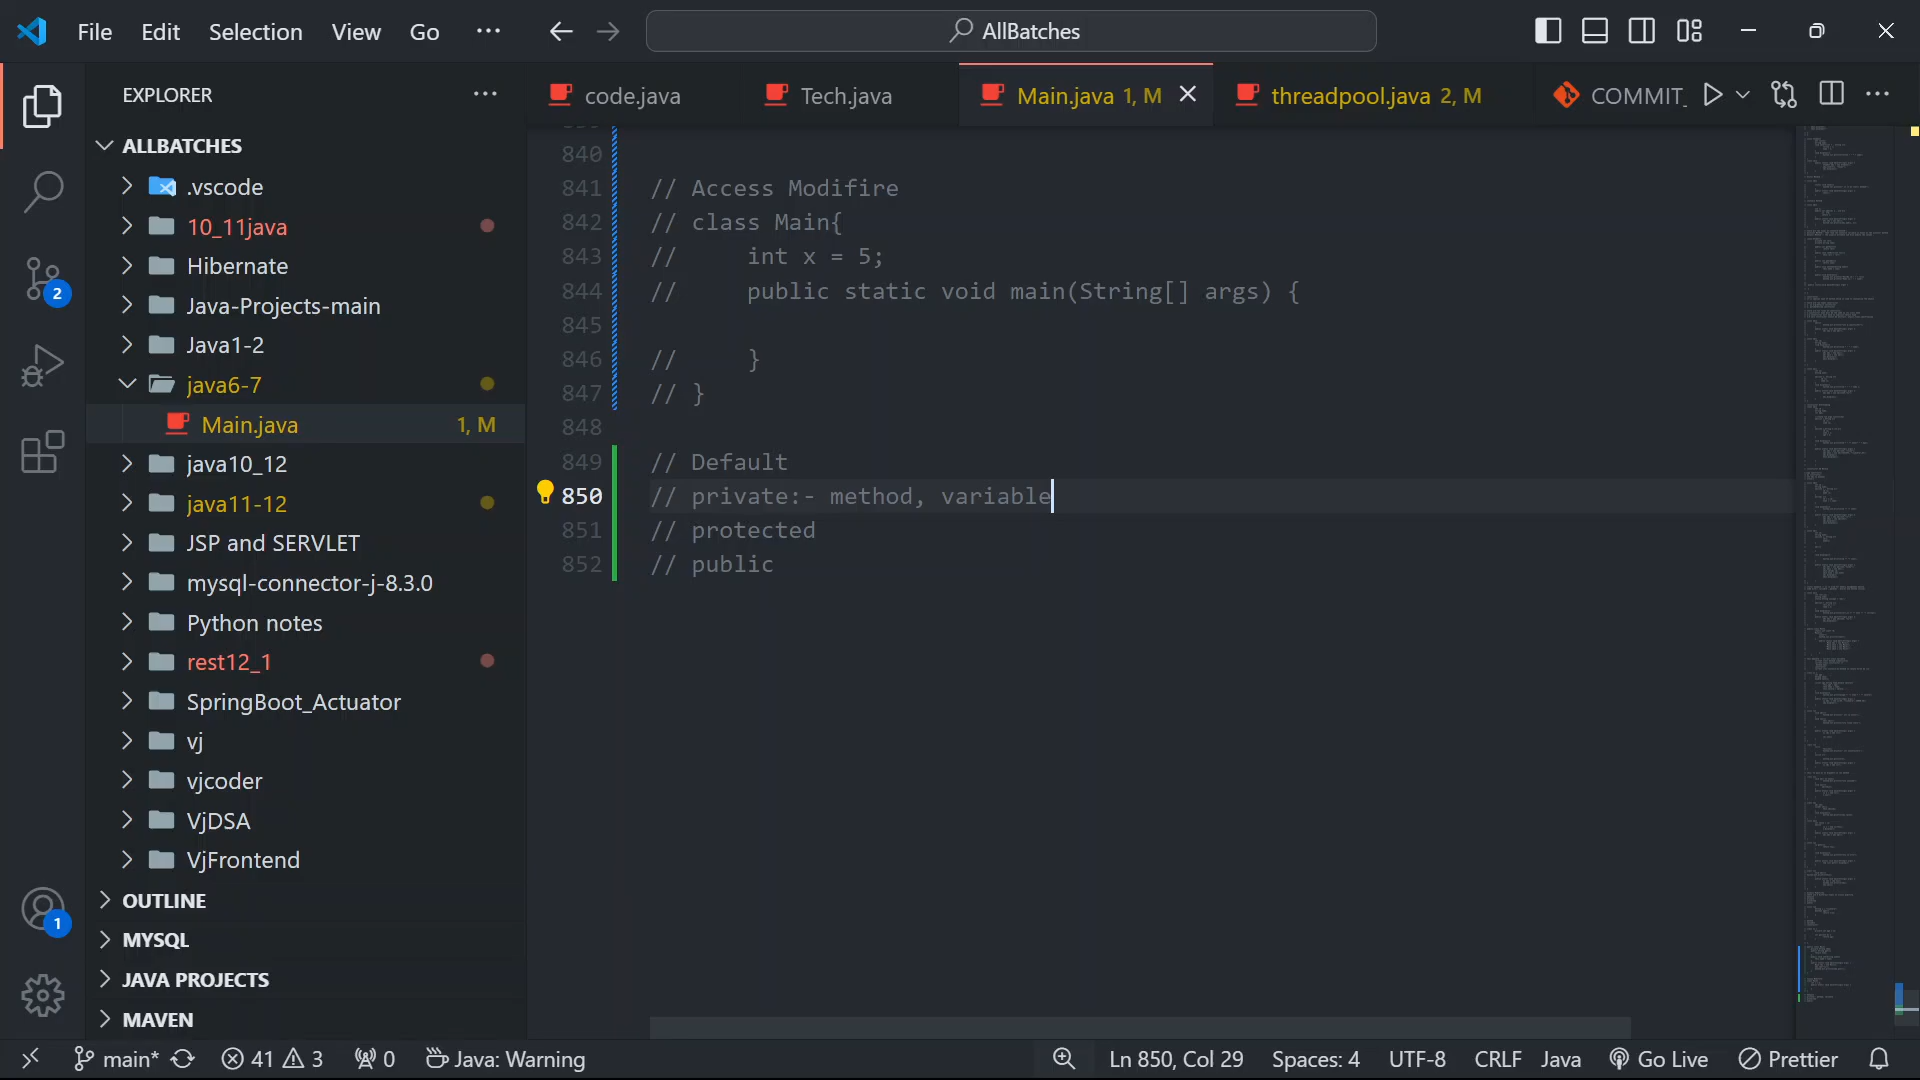 File Edit Selection View Go ··· AllBatches
EXPLORER ···
code.java Tech.java Main.java 1, M threadpool.java 2, M COMMIT_ ···
ALLBATCHES
.vscode
10_11java
Hibernate
Java-Projects-main
Java1-2
java6-7
Main.java 1, M
java10_12
java11-12
JSP and SERVLET
mysql-connector-j-8.3.0
Python notes
rest12_1
SpringBoot_Actuator
vj
vjcoder
VjDSA
VjFrontend
OUTLINE
MYSQL
JAVA PROJECTS
MAVEN
2
1
840
841 // Access Modifire
842 // class Main{
843 // int x = 5;
844 // public static void main(String[] args) {
845
846 // }
847 // }
848
849 // Default
850 // private:- method, variable
851 // protected
852 // public
main* 41 3 0 Java: Warning Ln 850, Col 29 Spaces: 4 UTF-8 CRLF Java Go Live Prettier